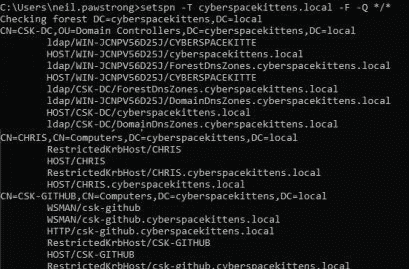 C:\Users\neil.pawstrong>setspn -T cyberspacekittens.local -F -Q */*
Checking forest DC=cyberspacekittens,DC=local
CN=CSK-DC,OU=Domain Controllers,DC=cyberspacekittens,DC=local
ldap/WIN-JCNPV56D25J/CYBERSPACEKITTE
ldap/WIN-JCNPV56D25J/ForestDnsZones.cyberspacekittens.local
HOST/WIN-JCNPV56D25J/CYBERSPACEKITTE
ldap/CSK-DC/ForestDnsZones.cyberspacekittens.local
ldap/WIN-JCNPV56D25J/DomainDnsZones.cyberspacekittens.local
HOST/CSK-DC/cyberspacekittens.local
ldap/CSK-DC/DomainDnsZones.cyberspacekittens.local
CN=CHRIS,CN=Computers,DC=cyberspacekittens,DC=local
RestrictedKrbHost/CHRIS
HOST/CHRIS
RestrictedKrbHost/CHRIS.cyberspacekittens.local
HOST/CHRIS.cyberspacekittens.local
CN=CSK-GITHUB,CN=Computers,DC=cyberspacekittens,DC=local
WSMAN/csk-github
WSMAN/csk-github.cyberspacekittens.local
HTTP/csk-github.cyberspacekittens.local
RestrictedKrbHost/CSK-GITHUB
HOST/CSK-GITHUB
RestrictedKrbHost/csk-github.cyberspacekittens.local